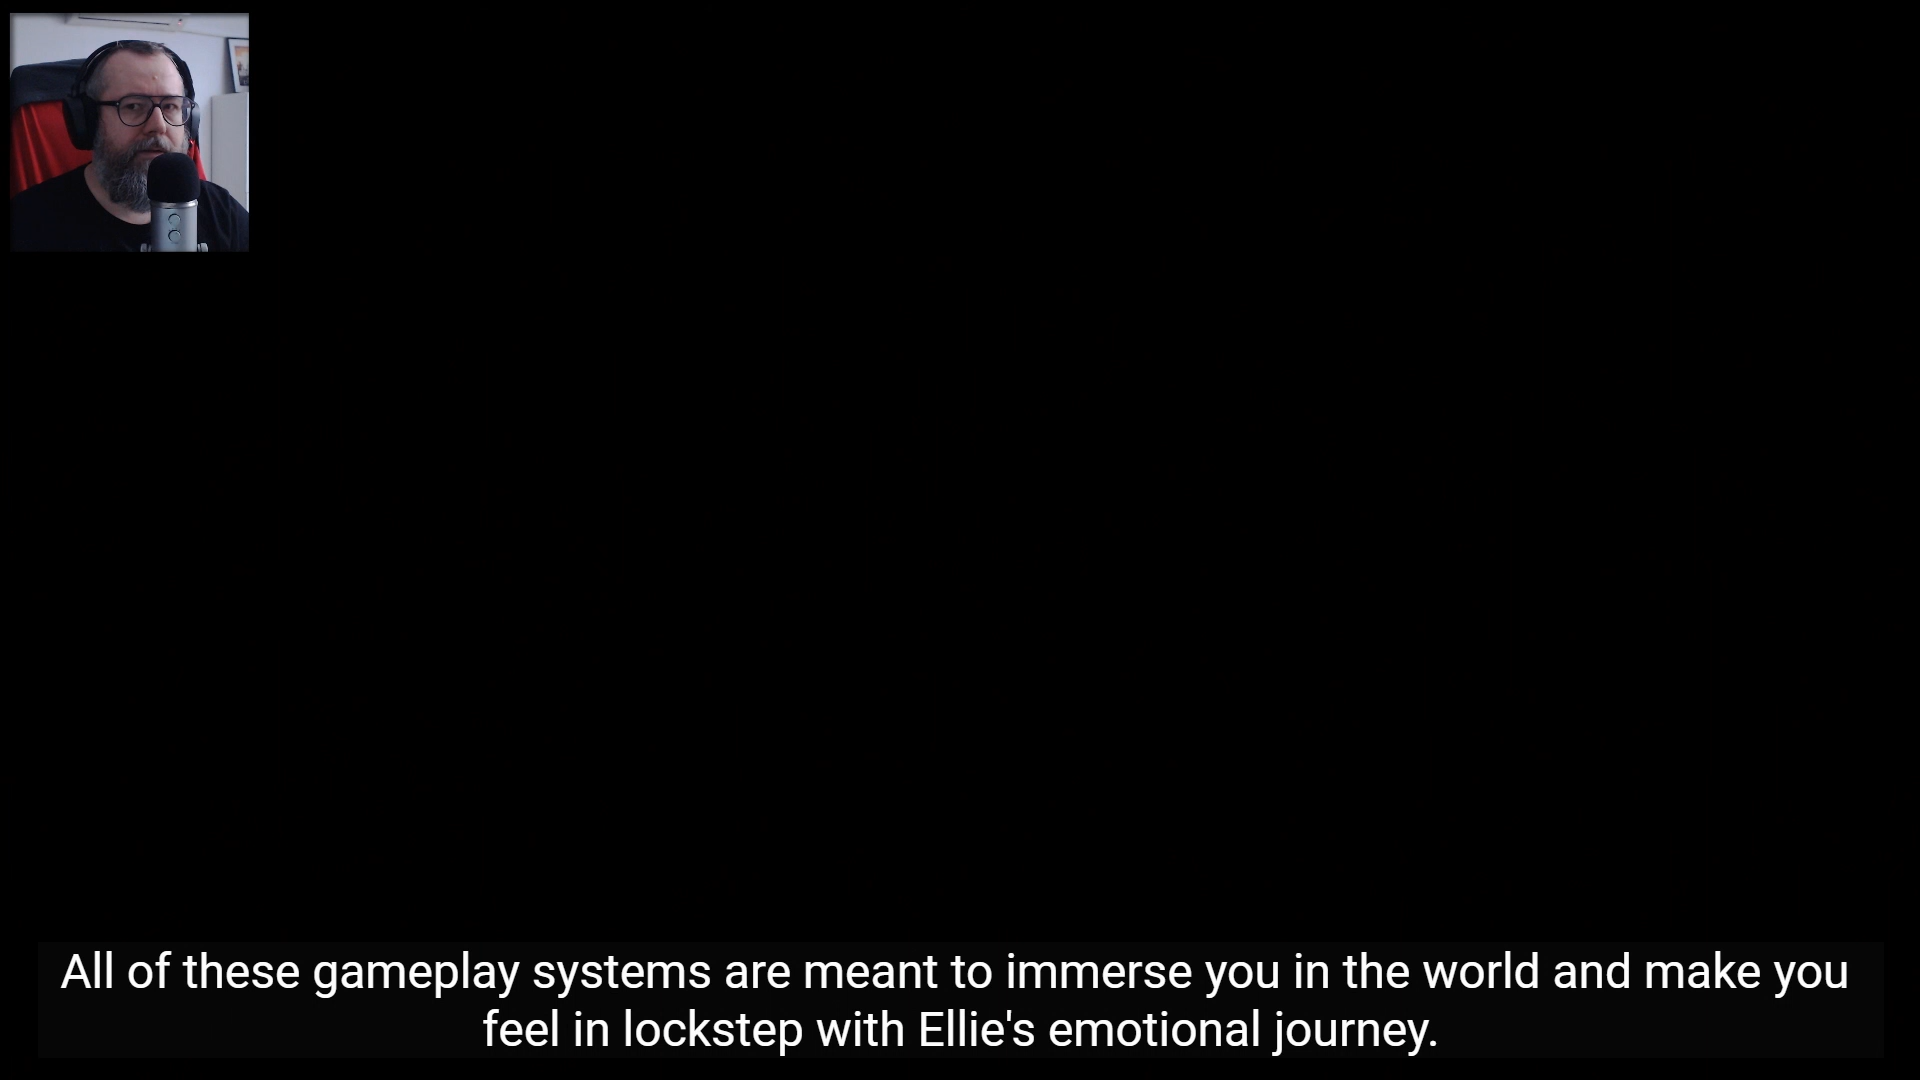 All of these gameplay systems are meant to immerse you in the world and make you
feel in lockstep with Ellie's emotional journey.